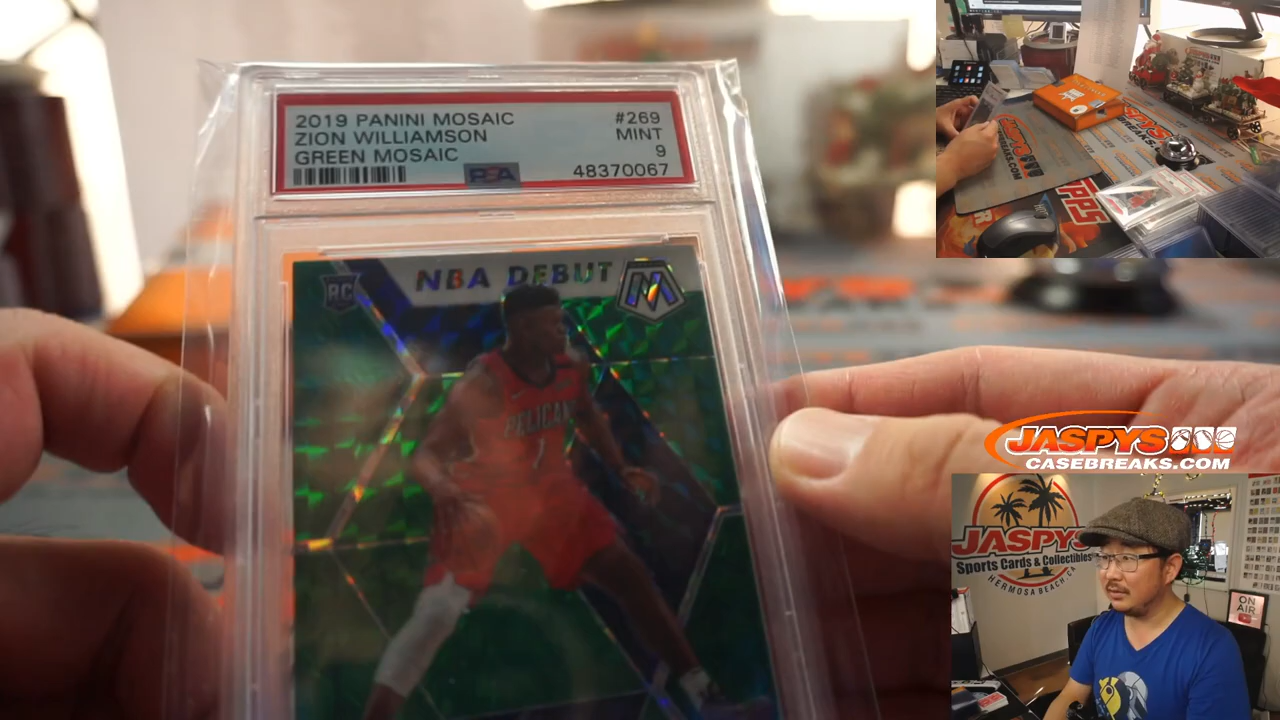 2019 PANINI MOSAIC #269
ZION WILLIAMSON MINT
GREEN MOSAIC 9
PSA 48370067
RC NBA DEBUT M
PELICANS
1
JASPYS
CASEBREAKS.COM
JASPYS
Sports Cards & Collectibles
HERMOSA BEACH, CA
ON
AIR